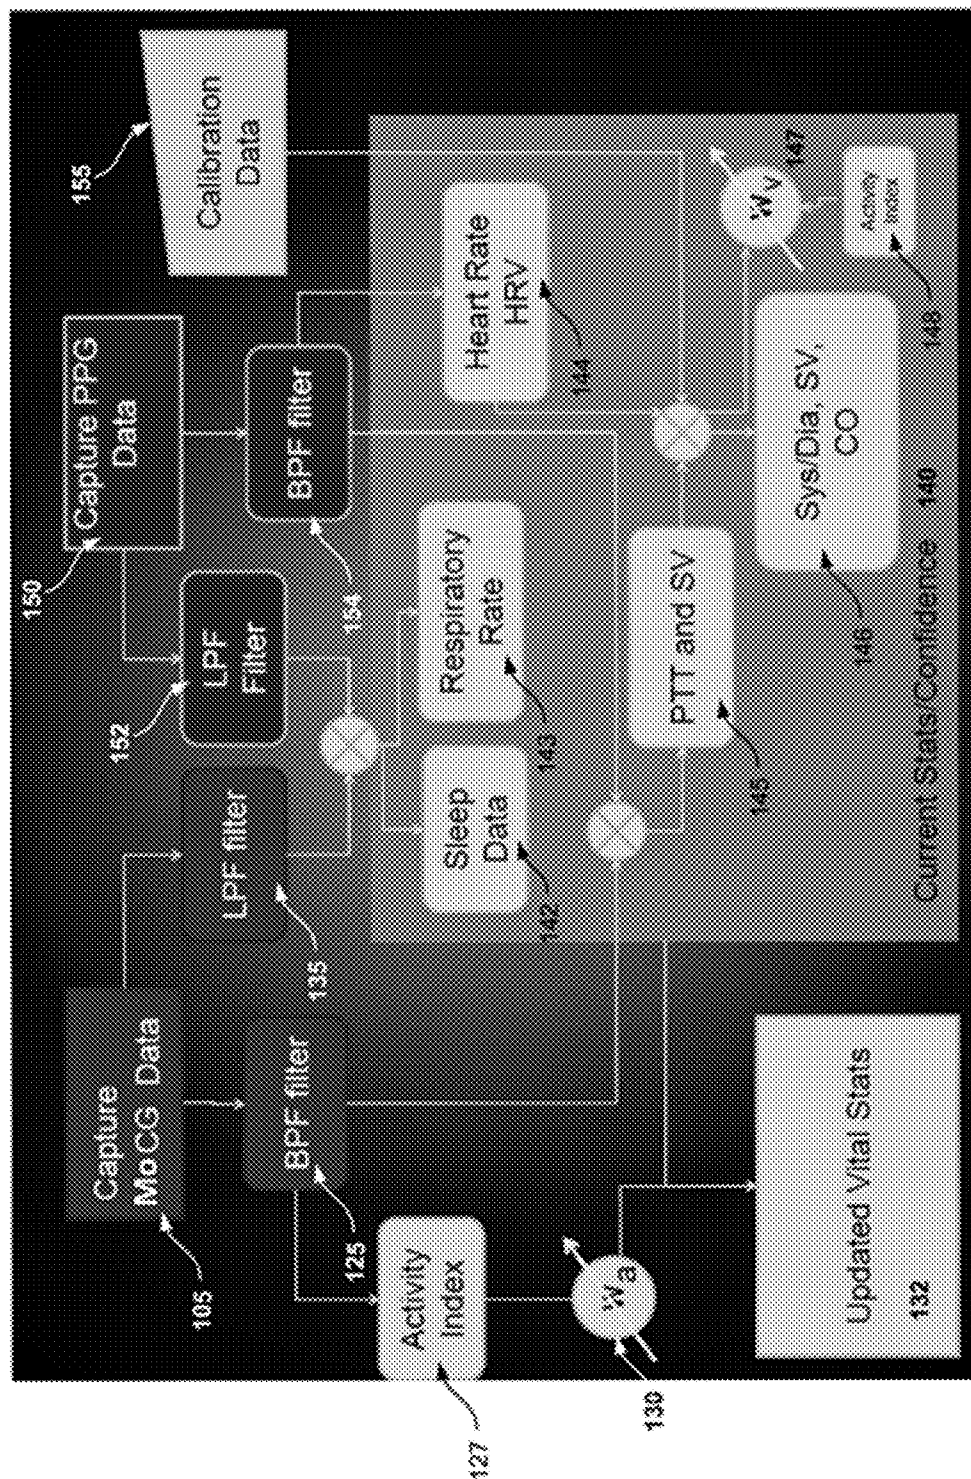 Capture
MoCG Data
105
Capture PPG
Data
150
Calibration
Data
155
LPF filter
135
LPF
Filter
152
BPF filter
125
BPF filter
154
Activity
Index
127
Sleep
Data
142
Respiratory
Rate
143
Heart Rate
HRV
144
Wa
130
PTT and SV
145
Wv
147
Sys/Dia, SV,
CO
146
Activity
Index
148
Updated Vital Stats
132
Current Stats/Confidence 140